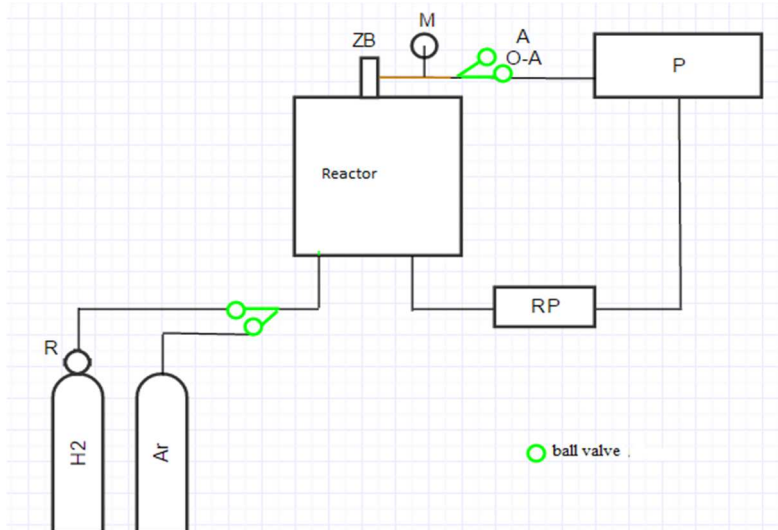 M
A
ZB
O-A
P
Reactor
RP
R
H2
Ar
ball valve .